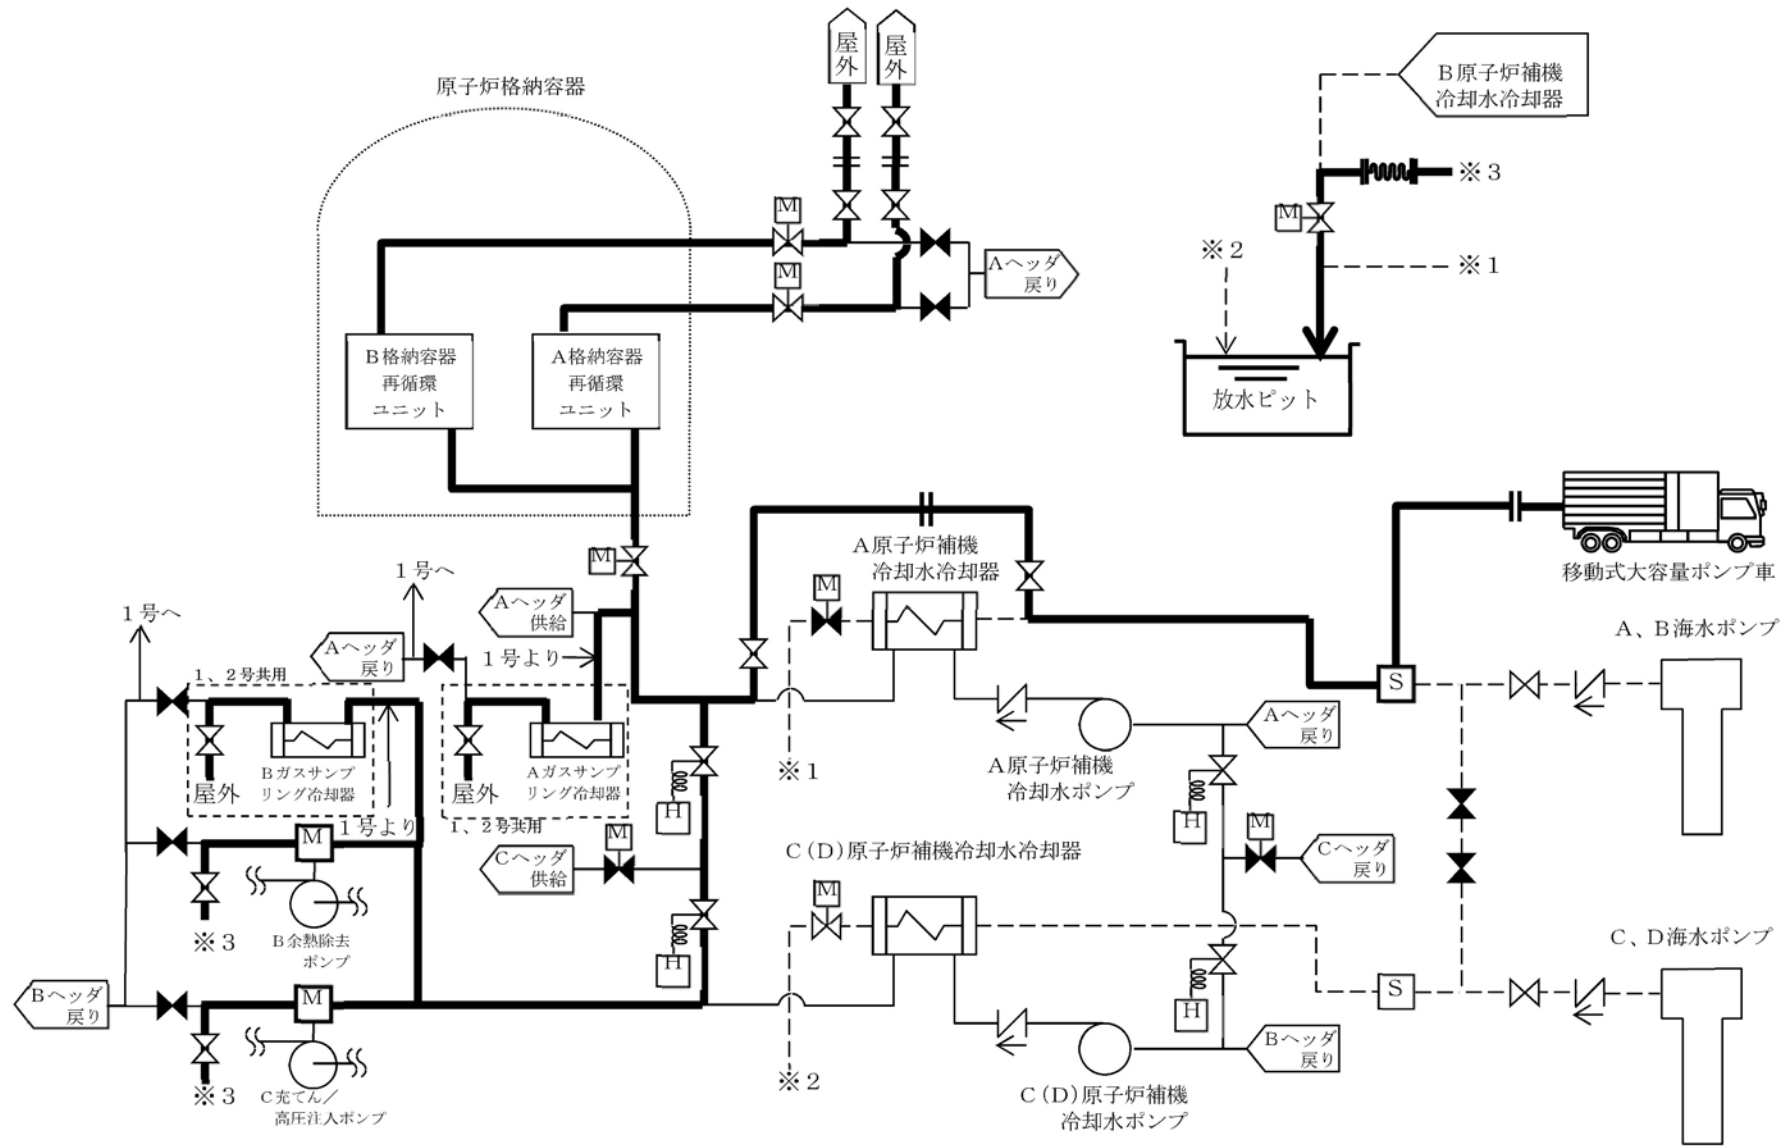 屋外
屋外
原子炉格納容器
B原子炉補機
冷却水冷却器
※3
M
M
※2
※1
M
Aヘッダ
戻り
B格納容器
再循環
ユニット
A格納容器
再循環
ユニット
放水ピット
移動式大容量ポンプ車
A原子炉補機
冷却水冷却器
M
M
1号へ
1号へ
Aヘッダ
供給
1号より
Aヘッダ
戻り
A、B海水ポンプ
S
1、2号共用
Bガスサンプ
リング冷却器
屋外
Aガスサンプ
リング冷却器
屋外
1、2号共用
1号より
※1
A原子炉補機
冷却水ポンプ
Aヘッダ
戻り
H
H
M
M
M
Cヘッダ
供給
Cヘッダ
戻り
C(D)原子炉補機冷却水冷却器
M
B余熱除去
ポンプ
※3
H
H
S
C、D海水ポンプ
Bヘッダ
戻り
M
※3
C充てん/
高圧注入ポンプ
※2
Bヘッダ
戻り
C(D)原子炉補機
冷却水ポンプ